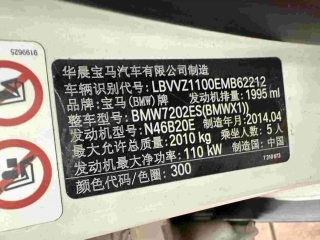 华晨宝马汽车有限公司制造
车辆识别代号: LBVVZ1100EMB62212
品牌: 宝马(BMW)牌
发动机排量: 1995 ml
整车型号: BMW7202ES(BMWX1))
发动机型号: N46B20E 制造年月: 2014.04
最大允许总质量: 2010 kg 乘坐人数: 5 人
发动机最大净功率: 110 kW 制造国: 中国
颜色代码/色圈: 300